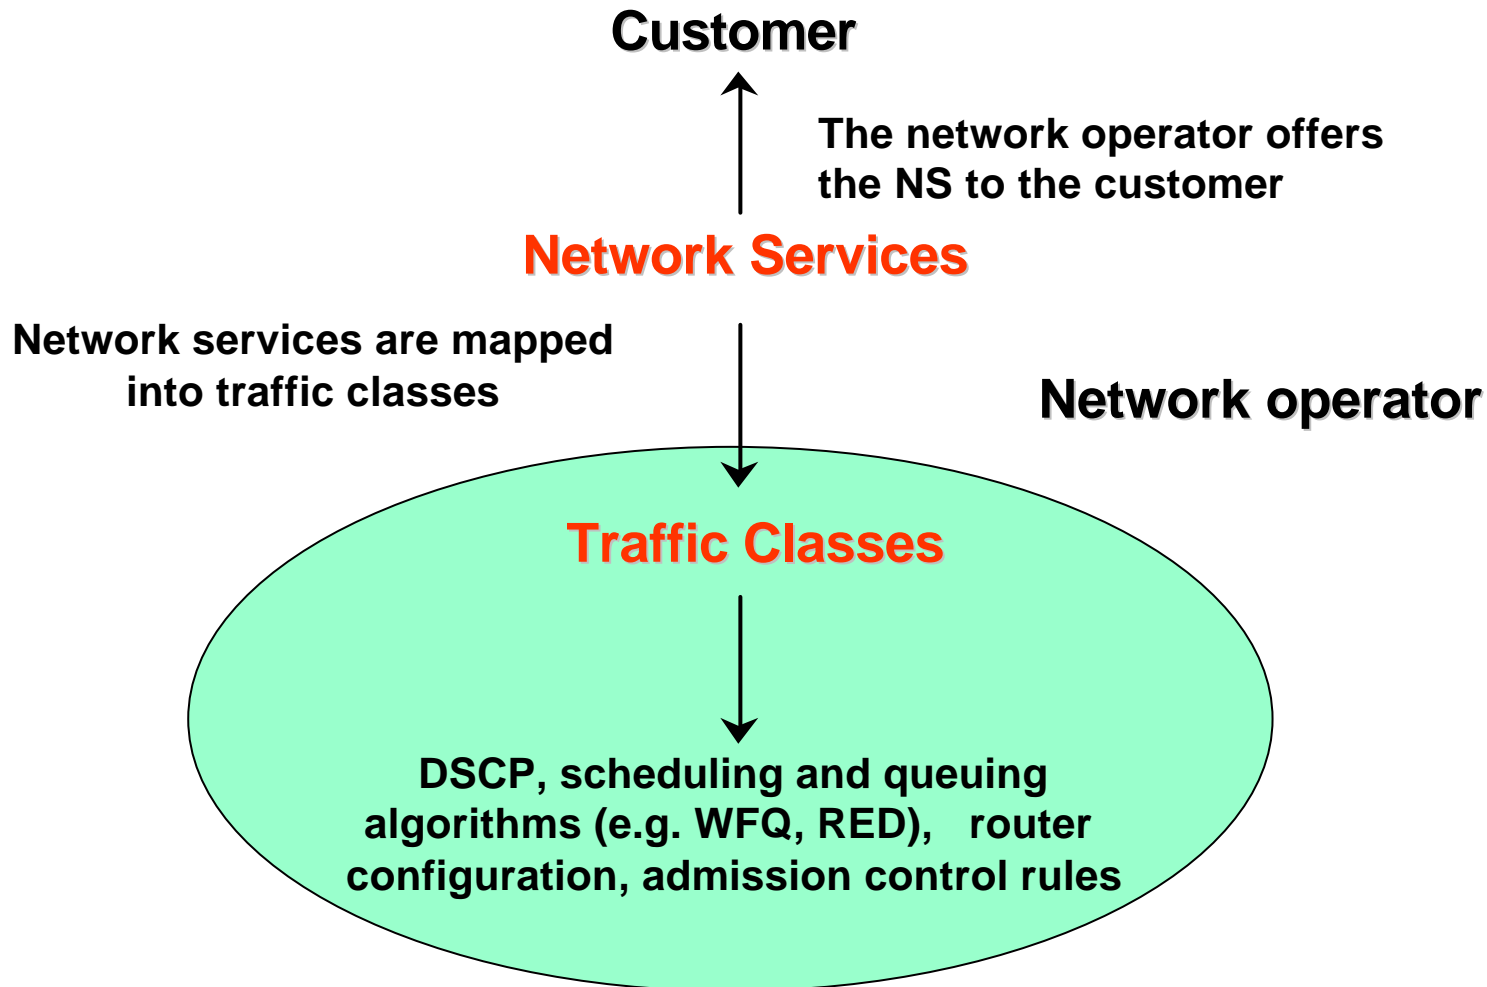 Customer
The network operator offers
the NS to the customer
Network Services
Network services are mapped
into traffic classes
Network operator
Traffic Classes
DSCP, scheduling and queuing
algorithms (e.g. WFQ, RED), router
configuration, admission control rules